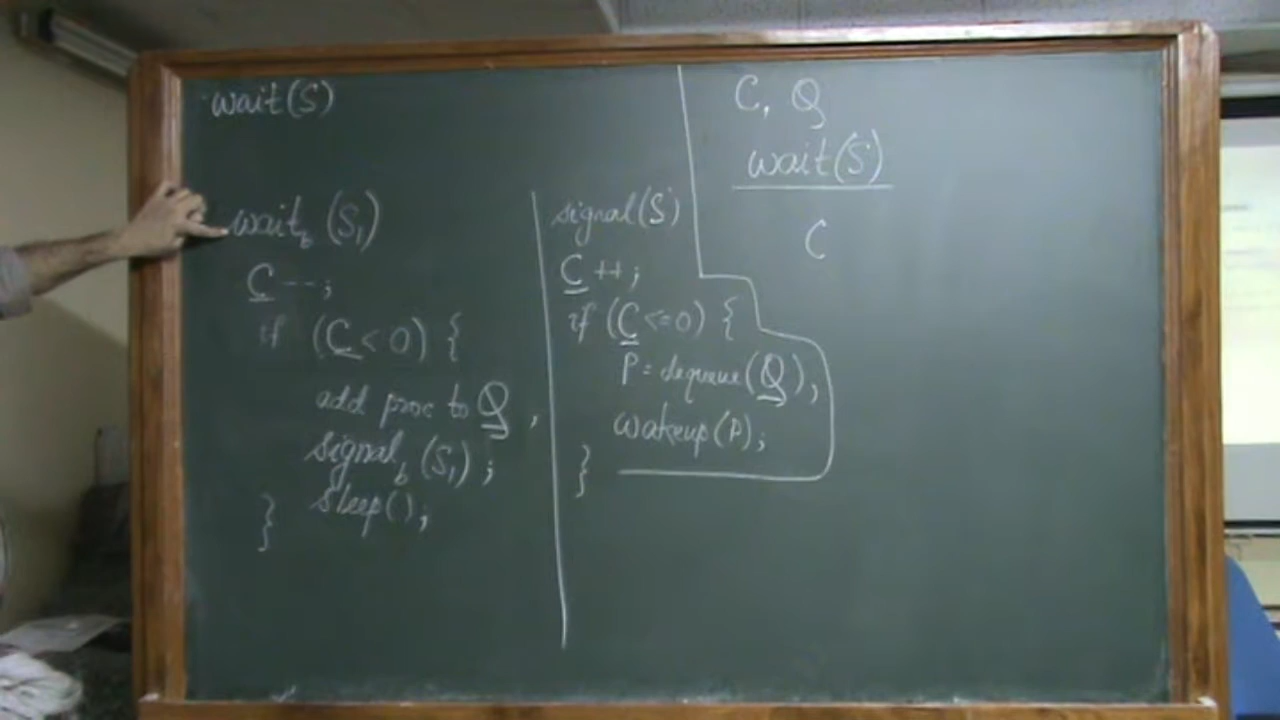 wait(S)
wait_b (S_1)
C--;
if (C<0) {
add proc to Q ,
signal_b (S_1) ;
sleep();
}
signal(S)
C++;
if (C<=0) {
P=dequeue(Q);
wakeup(P);
}
C, Q
wait(S)
C